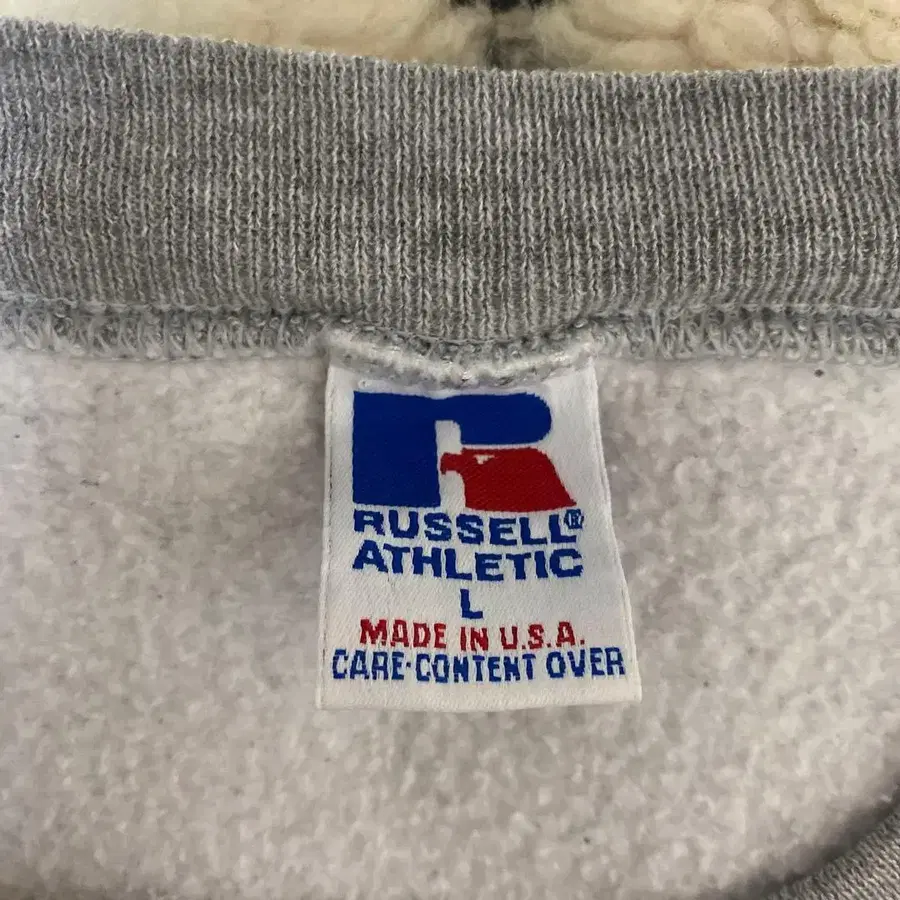 RUSSELL®
ATHLETIC
L
MADE IN U.S.A.
CARE·CONTENT OVER